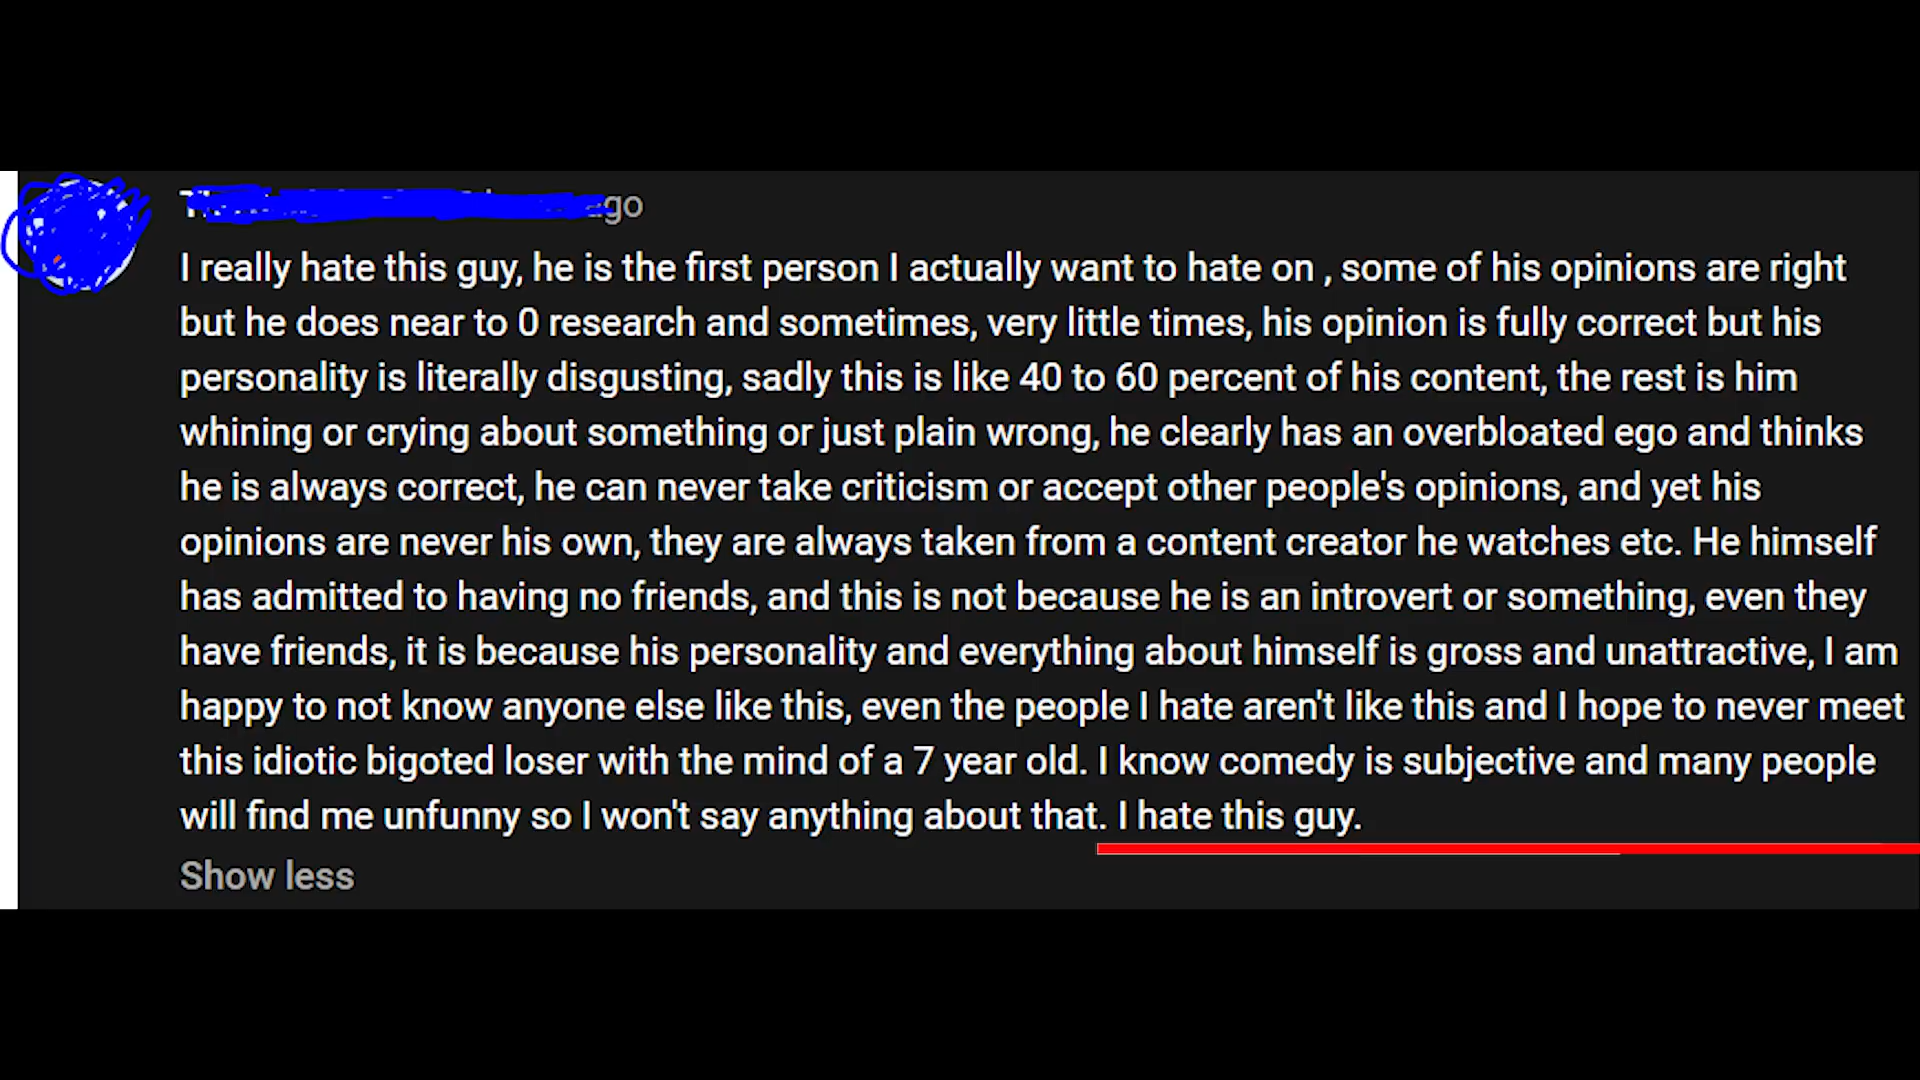 ago
I really hate this guy, he is the first person I actually want to hate on , some of his opinions are right
but he does near to 0 research and sometimes, very little times, his opinion is fully correct but his
personality is literally disgusting, sadly this is like 40 to 60 percent of his content, the rest is him
whining or crying about something or just plain wrong, he clearly has an overbloated ego and thinks
he is always correct, he can never take criticism or accept other people's opinions, and yet his
opinions are never his own, they are always taken from a content creator he watches etc. He himself
has admitted to having no friends, and this is not because he is an introvert or something, even they
have friends, it is because his personality and everything about himself is gross and unattractive, I am
happy to not know anyone else like this, even the people I hate aren't like this and I hope to never meet
this idiotic bigoted loser with the mind of a 7 year old. I know comedy is subjective and many people
will find me unfunny so I won't say anything about that. I hate this guy.
Show less